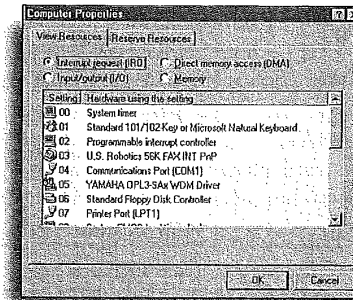 Computer Properties
View Resources Reserve Resources
Interrupt request (IRQ) Direct memory access (DMA)
Input/output (I/O) Memory
Setting Hardware using the setting
00 System timer
01 Standard 101/102-Key or Microsoft Natural Keyboard
02 Programmable interrupt controller
03 U.S. Robotics 56K FAX INT PnP
04 Communications Port (COM1)
05 YAMAHA OPL3-SAx WDM Driver
06 Standard Floppy Disk Controller
07 Printer Port (LPT1)
OK Cancel